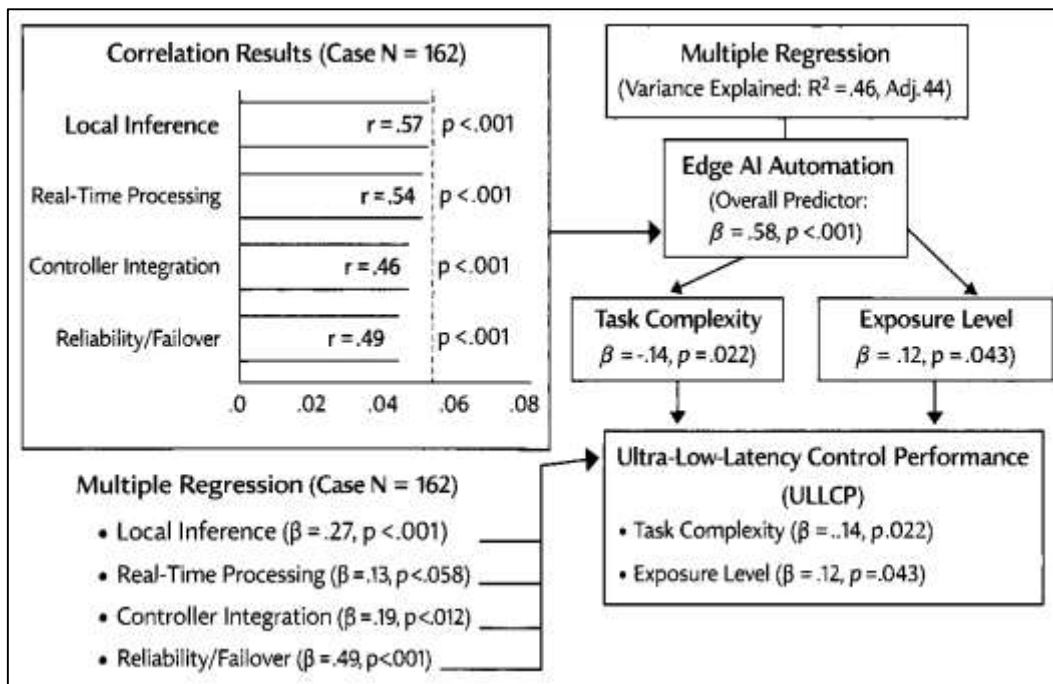 Correlation Results (Case N = 162)
Local Inference
r = .57
p <.001
Real-Time Processing
r = .54
p <.001
Controller Integration
r = .46
p <.001
Reliability/Failover
r = .49
p <.001
.0 .02 .04 .06 .08
Multiple Regression
(Variance Explained: R² = .46, Adj.44)
Edge AI Automation
(Overall Predictor:
β = .58, p <.001)
Task Complexity
β = -.14, p = .022)
Exposure Level
β = .12, p = .043)
Multiple Regression (Case N = 162)
• Local Inference (β = .27, p <.001)
• Real-Time Processing (β = .13, p<.058)
• Controller Integration (β = .19, p<.012)
• Reliability/Failover (β = .49, p<001)
Ultra-Low-Latency Control Performance
(ULLCP)
• Task Complexity (β = ..14, p.022)
• Exposure Level (β = .12, p = .043)